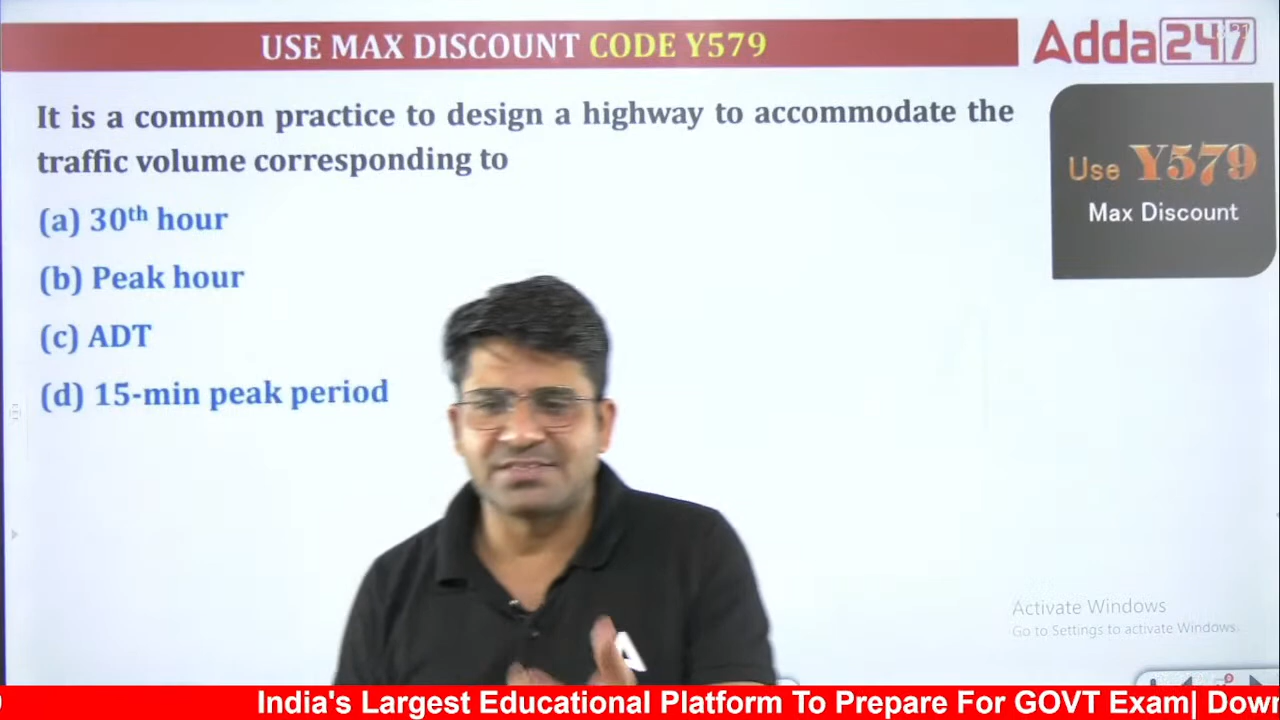 USE MAX DISCOUNT CODE Y579
Adda247
It is a common practice to design a highway to accommodate the
traffic volume corresponding to
Use Y579
Max Discount
(a) 30th hour
(b) Peak hour
(c) ADT
(d) 15-min peak period
Activate Windows
Go to Settings to activate Windows.
India's Largest Educational Platform To Prepare For GOVT Exam| Down